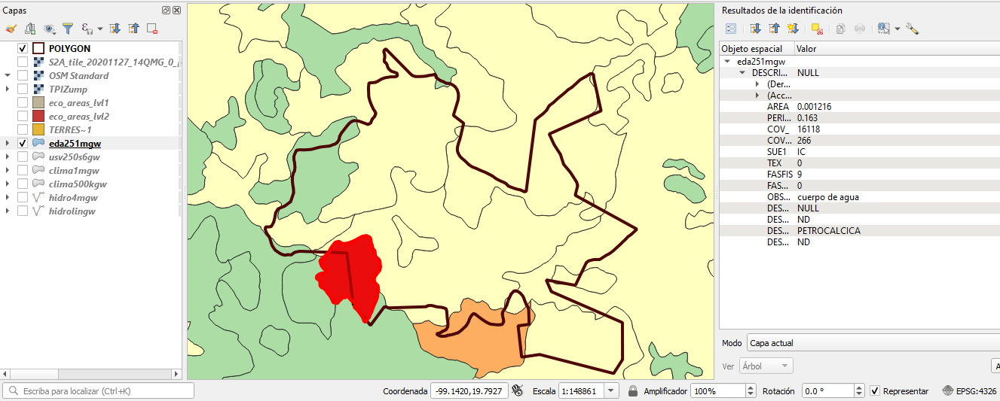 Capas
POLYGON
S2A_tile_20201127_14QMG_0_
OSM Standard
TPIZump
eco_areas_lvl1
eco_areas_lvl2
TERRES~1
eda251mgw
usv250s6gw
clima1mgw
clima500kgw
hidro4mgw
hidrolingw
Resultados de la identificación
Objeto espacial Valor
eda251mgw
DESCRI... NULL
(Der...
(Acc...
AREA 0.001216
PERI... 0.163
COV_ 16118
COV... 266
SUE1 IC
TEX 0
FASFIS 9
FAS... 0
OBS... cuerpo de agua
DES... NULL
DES... ND
DES... PETROCALCICA
DES... ND
Modo Capa actual
Ver Árbol
Escriba para localizar (Ctrl+K) Coordenada -99.1420,19.7927 Escala 1:148861 Amplificador 100% Rotación 0.0 ° Representar EPSG:4326